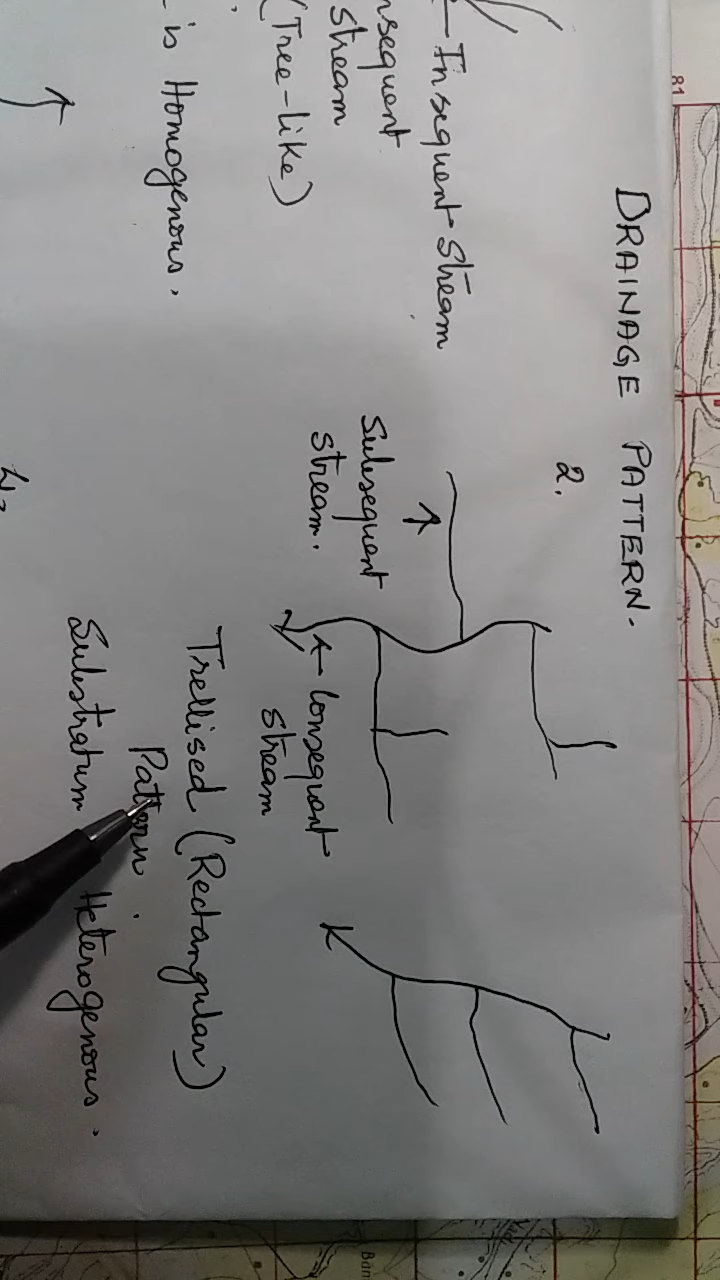 DRAINAGE PATTERN.
Insequent Stream
Stream
(Tree-like)
is Homogenous.
2.
Subsequent
Stream.
Consequent
Stream
Trellised (Rectangular)
Pattern
Substratum Heterogenous.
81